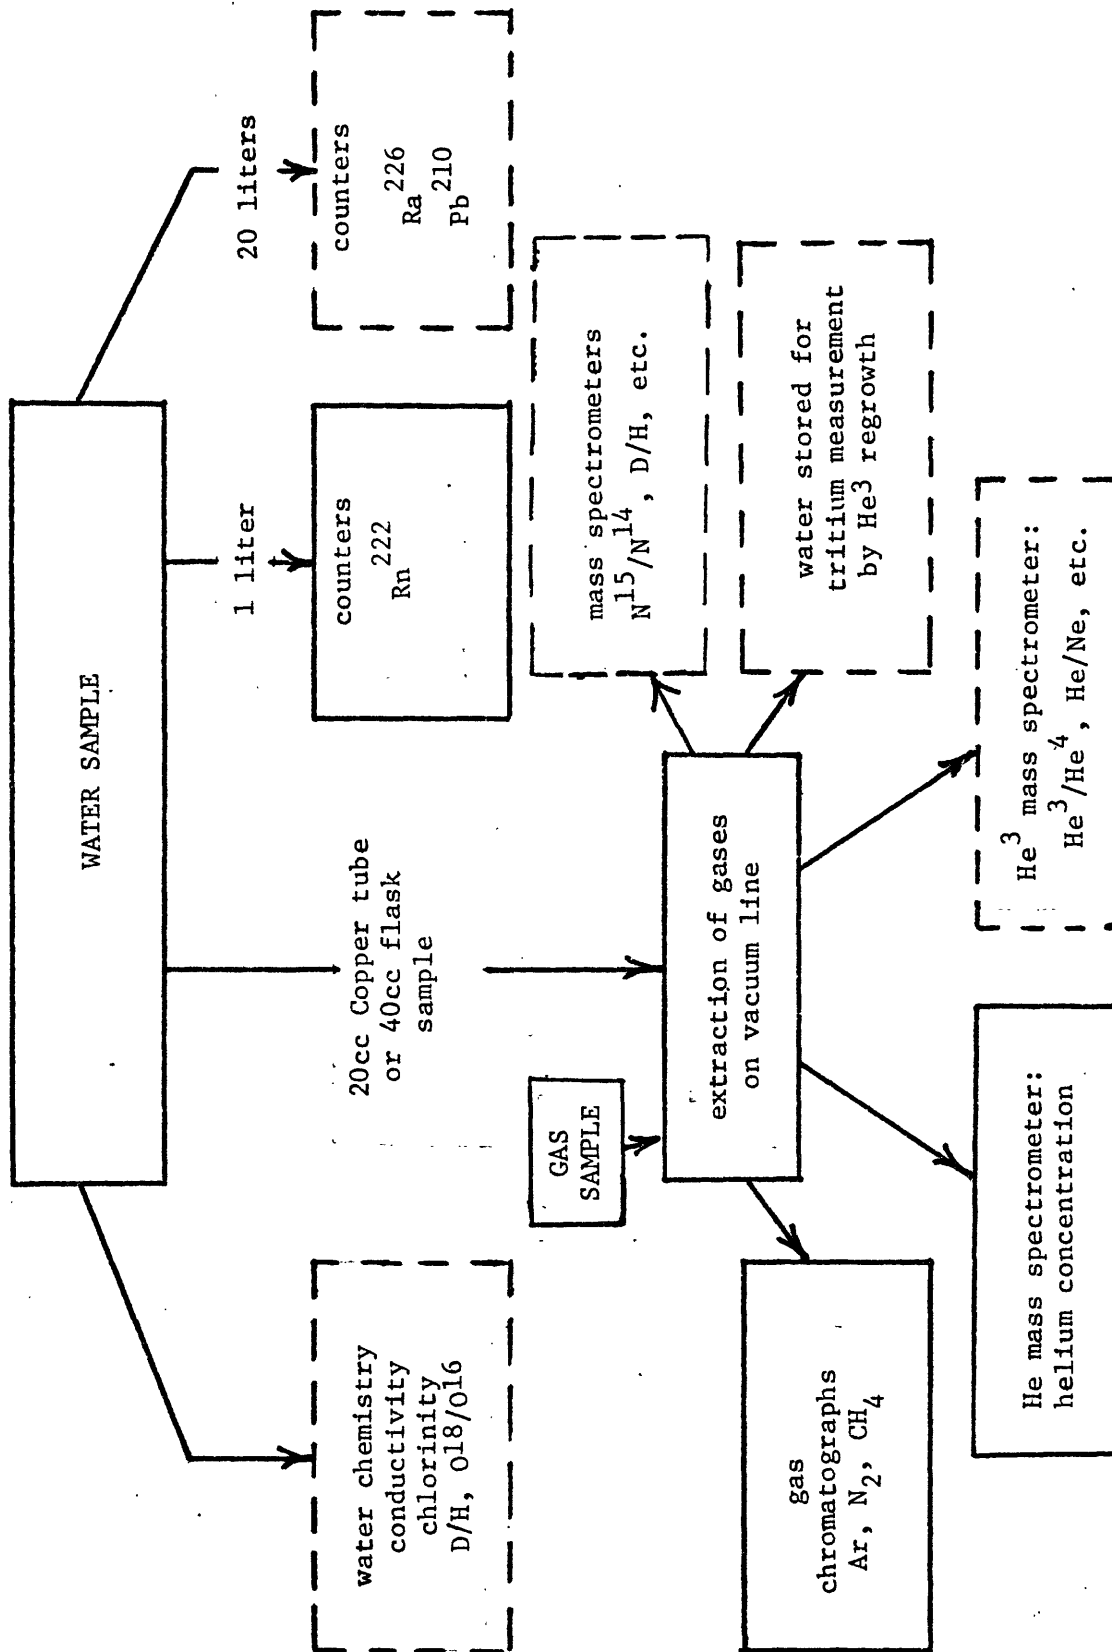 WATER SAMPLE
20cc Copper tube
or 40cc flask
sample
1 liter
20 liters
water chemistry
conductivity
chlorinity
D/H, O18/O16
counters
Rn²²²
counters
Ra²²⁶
Pb²¹⁰
GAS
SAMPLE
extraction of gases
on vacuum line
mass spectrometers
N¹⁵/N¹⁴, D/H, etc.
water stored for
tritium measurement
by He³ regrowth
gas
chromatographs
Ar, N₂, CH₄
He mass spectrometer:
helium concentration
He³ mass spectrometer:
He³/He⁴, He/Ne, etc.